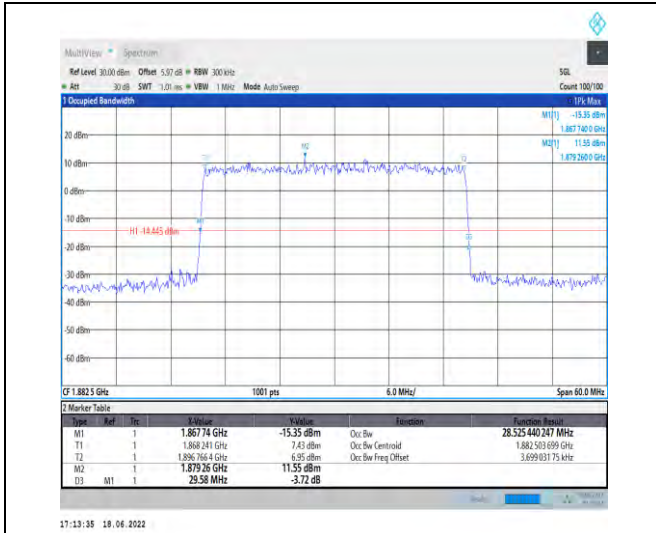 MultiView Spectrum
Ref Level 30.00 dBm Offset 5.97 dB RBW 300 kHz SGL
Att 30 dB SWT 1.01 ms VBW 1 MHz Mode Auto Sweep Count 100/100
1 Occupied Bandwidth 1Pk Max
M1[1] -15.35 dBm
1.867 740 0 GHz
M2[1] 11.55 dBm
1.879 260 0 GHz
20 dBm
10 dBm
0 dBm
-10 dBm
H1 -14.445 dBm
-20 dBm
-30 dBm
-40 dBm
-50 dBm
-60 dBm
M2
T2
M1
CF 1.882 5 GHz 1001 pts 6.0 MHz/ Span 60.0 MHz
2 Marker Table
Type Ref Trc X-Value Y-Value Function Function Result
M1 1 1.867 74 GHz -15.35 dBm Occ Bw 28.525 440 247 MHz
T1 1 1.868 241 GHz 7.43 dBm Occ Bw Centroid 1.882 503 699 GHz
T2 1 1.896 766 4 GHz 6.95 dBm Occ Bw Freq Offset 3.699 031 75 kHz
M2 1 1.879 26 GHz 11.55 dBm
D3 M1 1 29.58 MHz -3.72 dB
17:13:35 18.06.2022